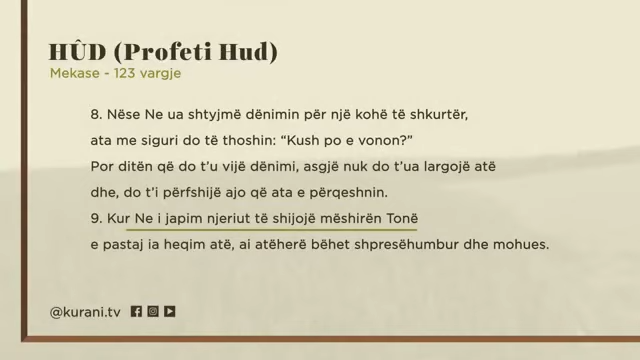 HÛD (Profeti Hud)
Mekase - 123 vargje
8. Nëse Ne ua shtyjmë dënimin për një kohë të shkurtër,
ata me siguri do të thoshin: “Kush po e vonon?”
Por ditën që do t’u vijë dënimi, asgjë nuk do t’ua largojë atë
dhe, do t’i përfshijë ajo që ata e përqeshnin.
9. Kur Ne i japim njeriut të shijojë mëshirën Tonë
e pastaj ia heqim atë, ai atëherë bëhet shpresëhumbur dhe mohues.
@kurani.tv